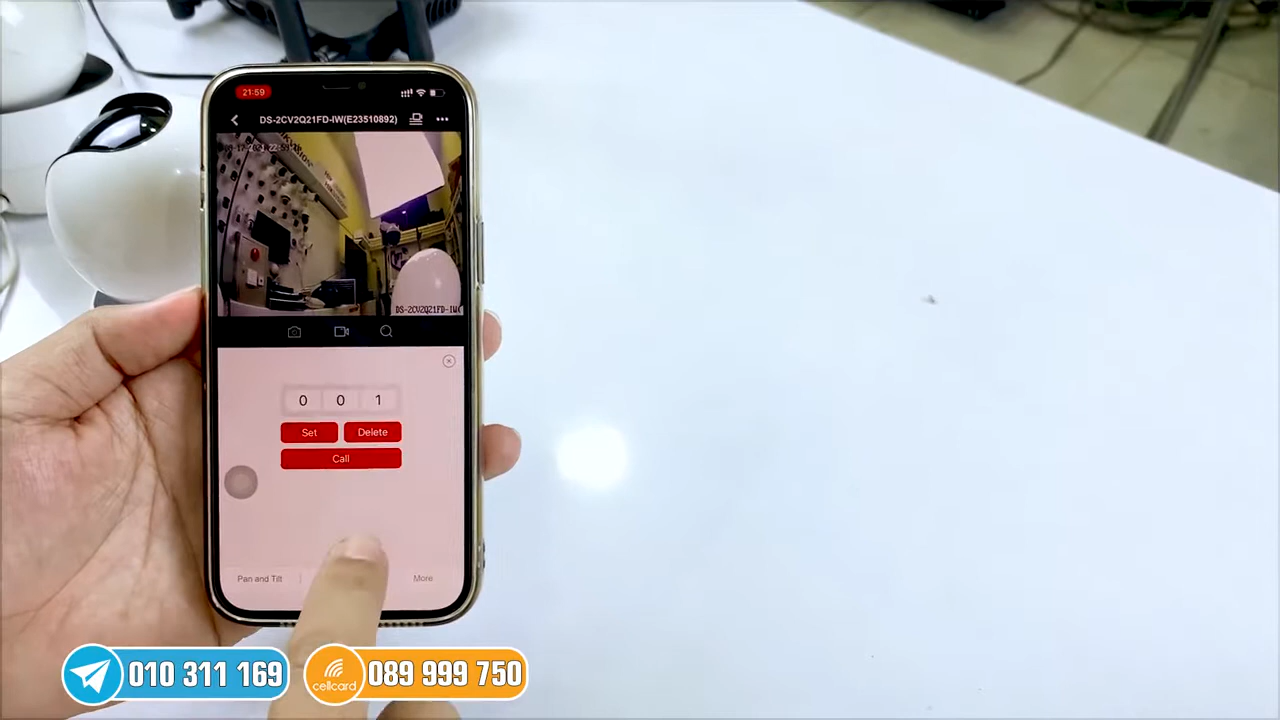 21:59
DS-2CV2Q21FD-IW(E23510892)
DS-2CV2Q21FD-IW(
0 0 1
Set Delete
Call
Pan and Tilt More
010 311 169
cellcard 089 999 750